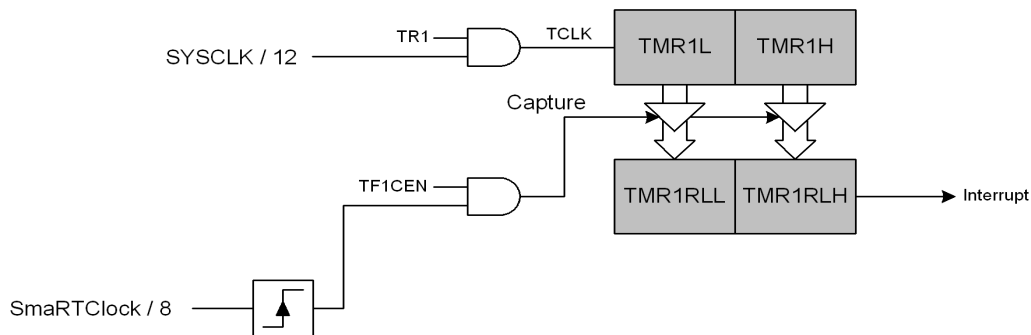 TR1
TCLK
TMR1L
TMR1H
SYSCLK / 12
Capture
TF1CEN
TMR1RLL
TMR1RLH
Interrupt
SmaRTClock / 8